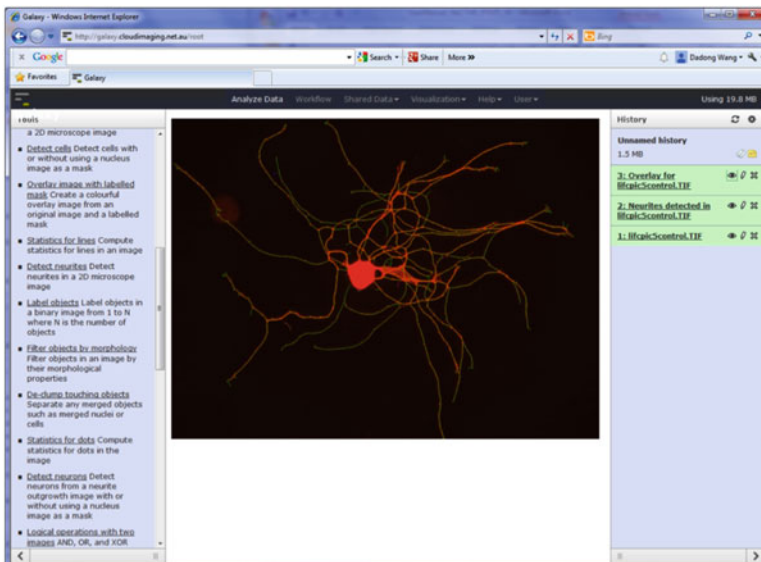 Galaxy - Windows Internet Explorer
http://galaxy.cloudimaging.net.au/root
Bing
x Google
Search
Share
More »
Dadong Wang
Favorites
Galaxy
Analyze Data Workflow Shared Data Visualization Help User
Using 19.8 MB
Tools
a 2D microscope image
Detect cells Detect cells with
or without using a nucleus
image as a mask
Overlay image with labelled
mask Create a colourful
overlay image from an
original image and a labelled
mask
Statistics for lines Compute
statistics for lines in an image
Detect neurites Detect
neurites in a 2D microscope
image
Label objects Label objects in
a binary image from 1 to N
where N is the number of
objects
Filter objects by morphology
Filter objects in an image by
their morphological
properties
De-clump touching objects
Separate any merged objects
such as merged nuclei or
cells
Statistics for dots Compute
statistics for dots in the
image
Detect neurons Detect
neurons from a neurite
outgrowth image with or
without using a nucleus
image as a mask
Logical operations with two
images AND, OR, and XOR
History
Unnamed history
1.5 MB
3: Overlay for
lifcpic5control.TIF
2: Neurites detected in
lifcpic5control.TIF
1: lifcpic5control.TIF